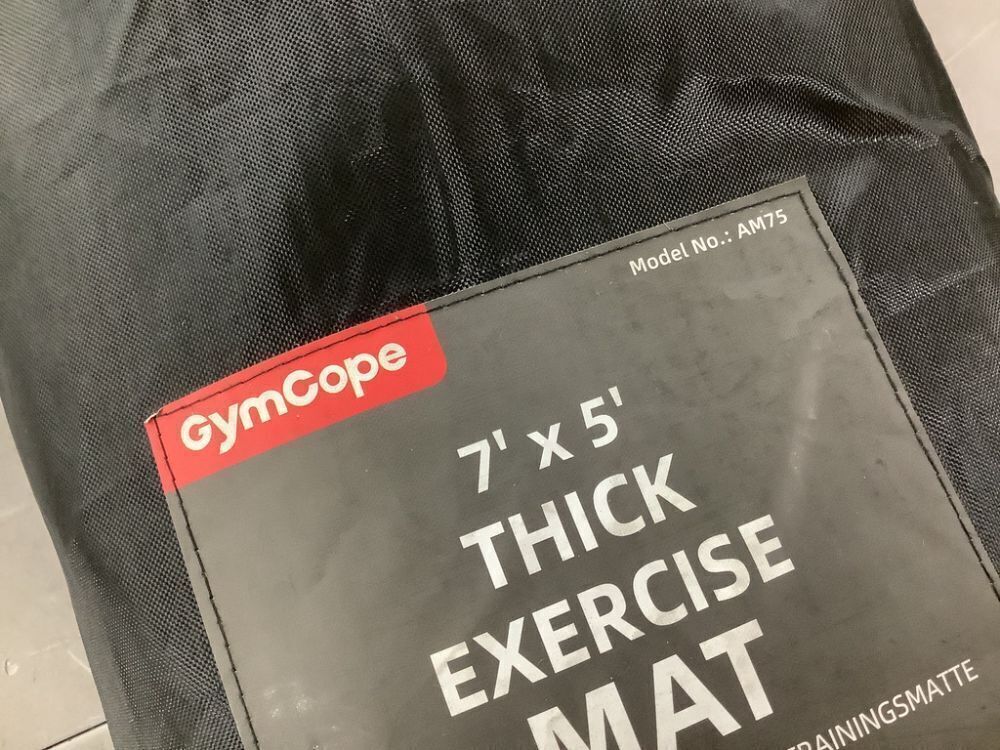 Model No.: AM75
GymCope
7' x 5'
THICK
EXERCISE
MAT